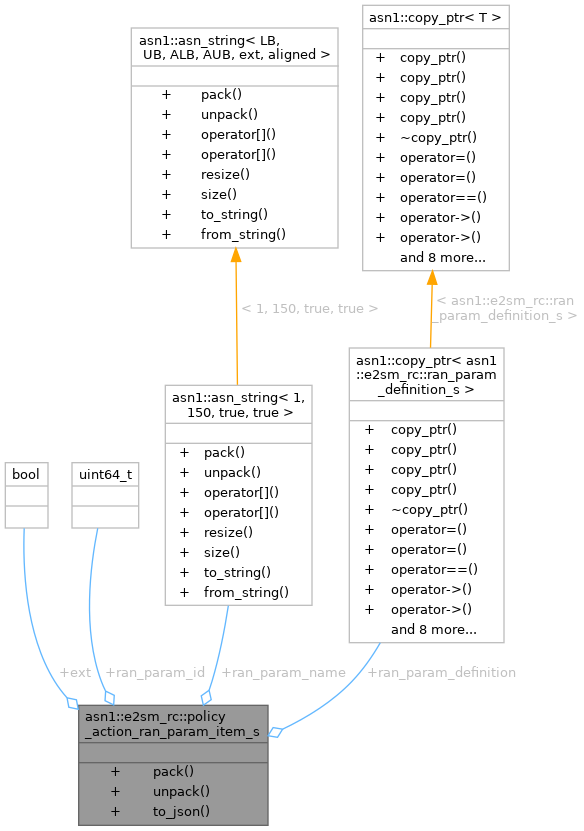 asn1::copy_ptr< T >
+ copy_ptr()
+ copy_ptr()
+ copy_ptr()
+ copy_ptr()
+ ~copy_ptr()
+ operator=()
+ operator=()
+ operator==()
+ operator->()
+ operator->()
and 8 more...
asn1::asn_string< LB,
UB, ALB, AUB, ext, aligned >
+ pack()
+ unpack()
+ operator[]()
+ operator[]()
+ resize()
+ size()
+ to_string()
+ from_string()
< 1, 150, true, true >
< asn1::e2sm_rc::ran
_param_definition_s >
asn1::copy_ptr< asn1
::e2sm_rc::ran_param
_definition_s >
+ copy_ptr()
+ copy_ptr()
+ copy_ptr()
+ copy_ptr()
+ ~copy_ptr()
+ operator=()
+ operator=()
+ operator==()
+ operator->()
+ operator->()
and 8 more...
asn1::asn_string< 1,
150, true, true >
+ pack()
+ unpack()
+ operator[]()
+ operator[]()
+ resize()
+ size()
+ to_string()
+ from_string()
bool
uint64_t
+ext
+ran_param_id
+ran_param_name
+ran_param_definition
asn1::e2sm_rc::policy
_action_ran_param_item_s
+ pack()
+ unpack()
+ to_json()